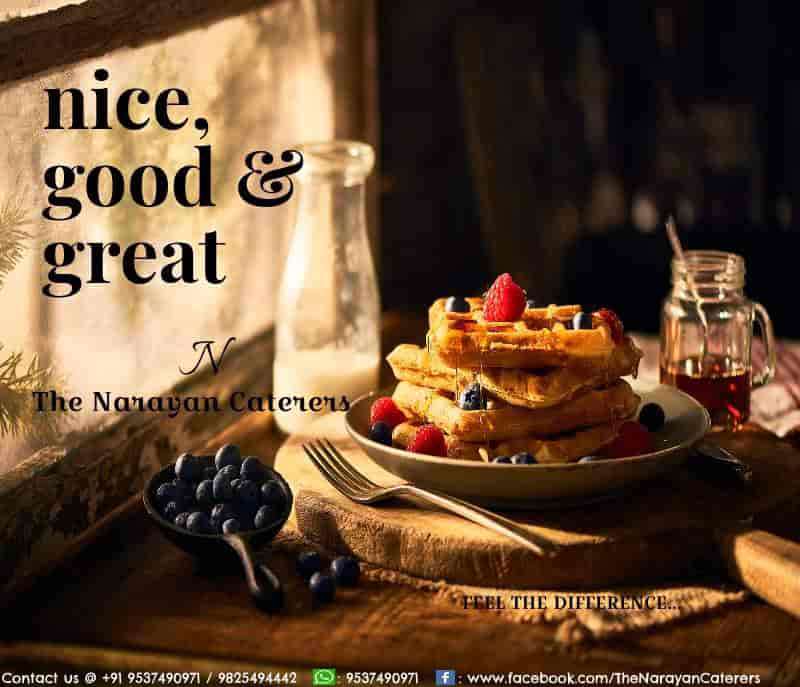 nice,
good &
great
N
The Narayan Caterers
FEEL THE DIFFERENCE...
Contact us @ +91 9537490971 / 9825494442 : 9537490971 f : www.facebook.com/TheNarayanCaterers